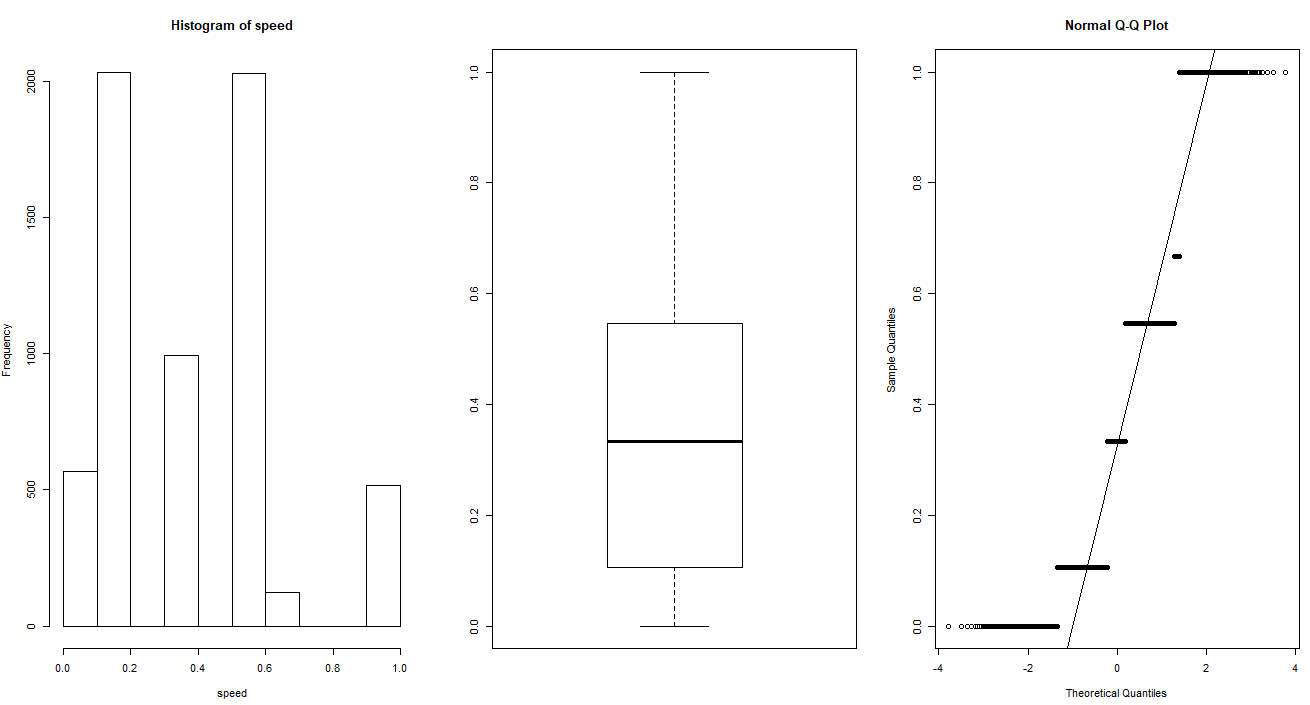 Histogram of speed
Frequency
0
500
1000
1500
2000
0.0 0.2 0.4 0.6 0.8 1.0
speed
0.0
0.2
0.4
0.6
0.8
1.0
Normal Q-Q Plot
Sample Quantiles
0.0
0.2
0.4
0.6
0.8
1.0
-4 -2 0 2 4
Theoretical Quantiles